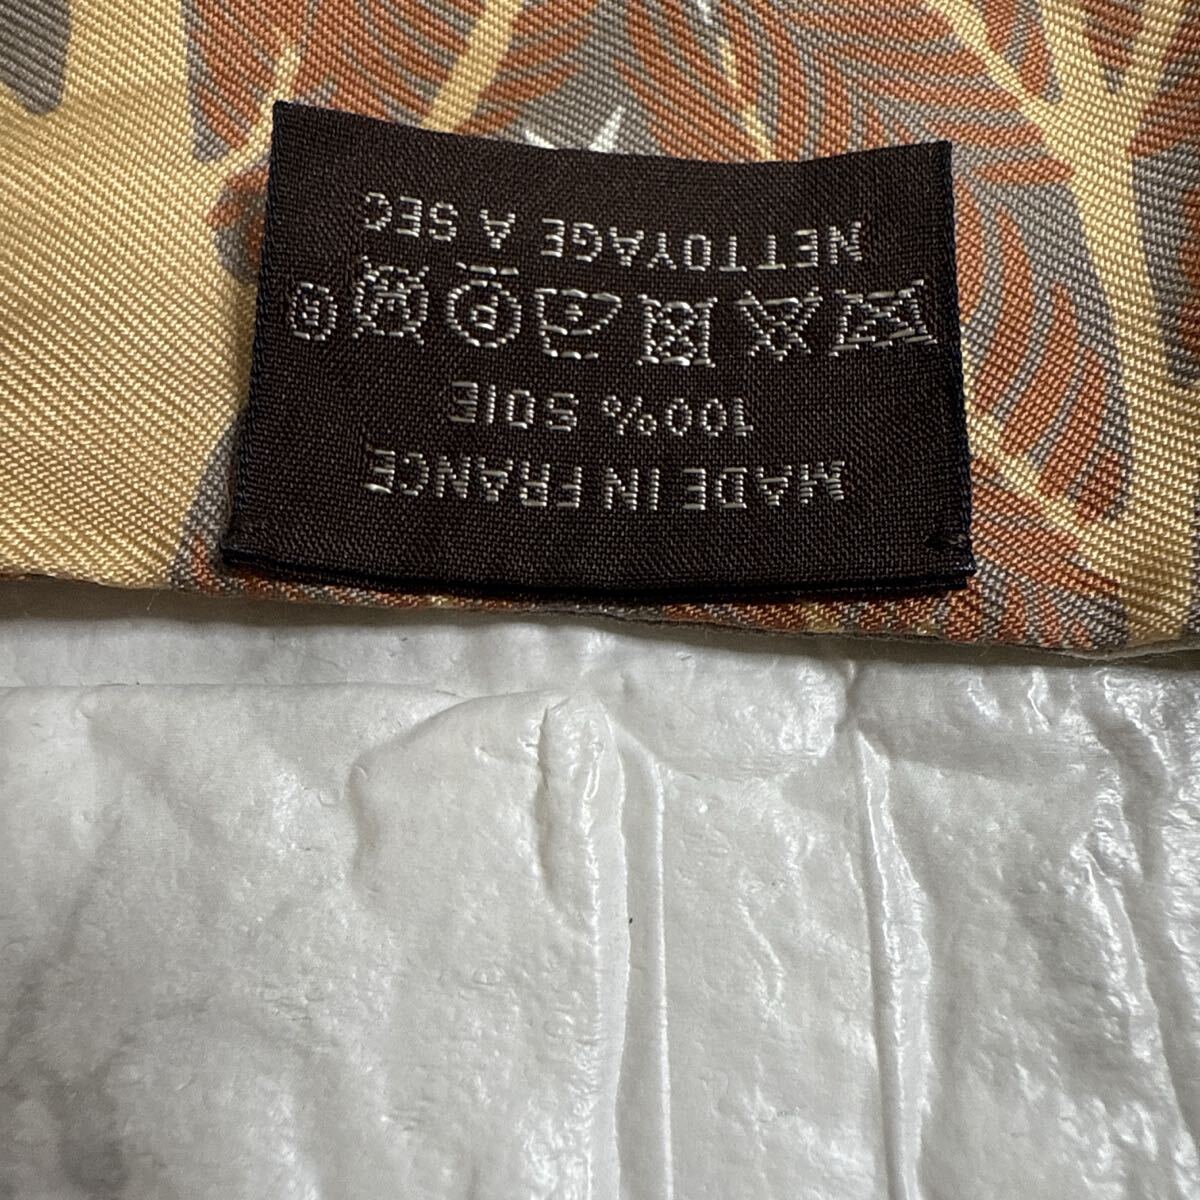 MADE IN FRANCE
100% SOIE
NETTOYAGE A SEC